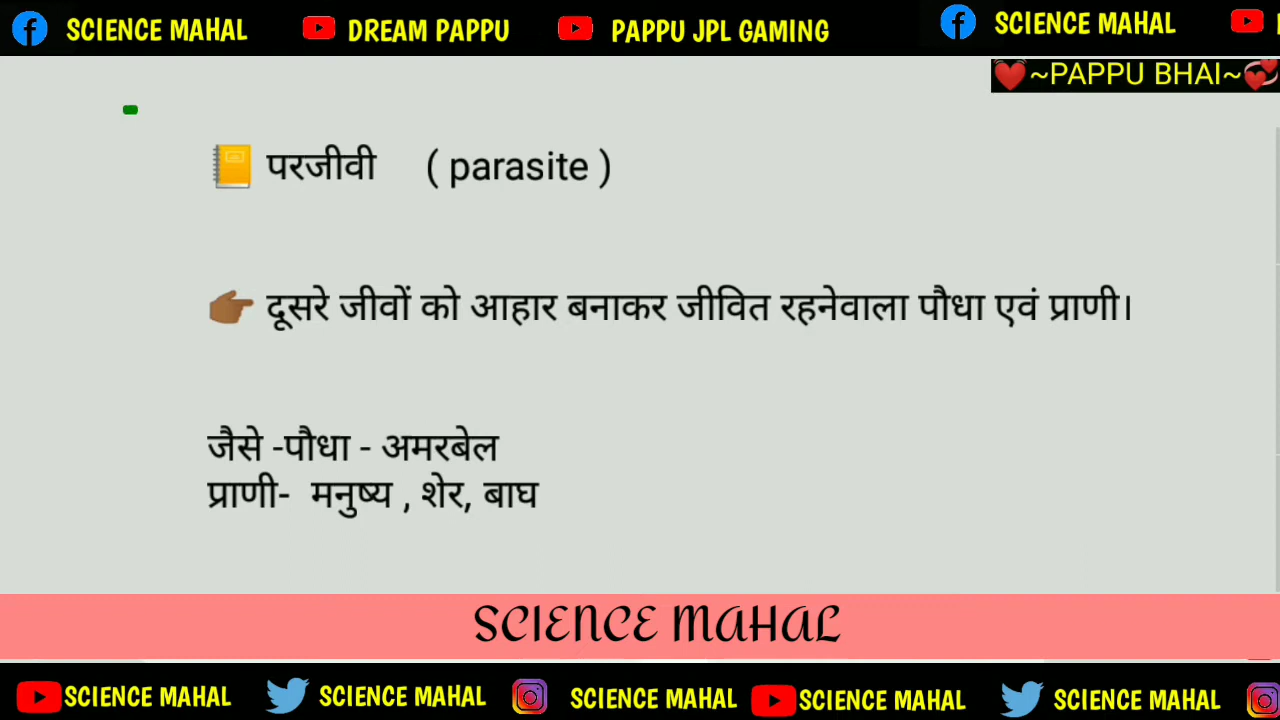 SCIENCE MAHAL DREAM PAPPU PAPPU JPL GAMING SCIENCE MAHAL
~PAPPU BHAI~
परजीवी ( parasite )
दूसरे जीवों को आहार बनाकर जीवित रहनेवाला पौधा एवं प्राणी।
जैसे -पौधा - अमरबेल
प्राणी- मनुष्य , शेर, बाघ
SCIENCE MAHAL
SCIENCE MAHAL SCIENCE MAHAL SCIENCE MAHAL SCIENCE MAHAL SCIENCE MAHAL